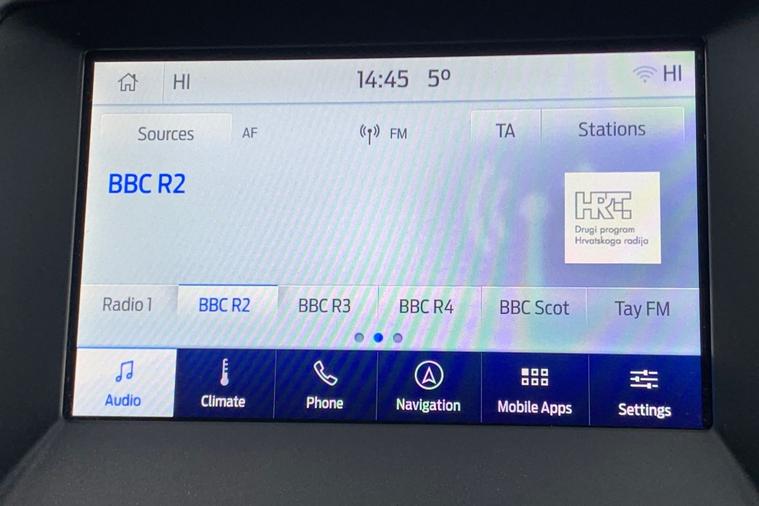 HI
14:45 5º
HI
Sources
AF
FM
TA
Stations
BBC R2
HRT
Drugi program
Hrvatskoga radija
Radio 1
BBC R2
BBC R3
BBC R4
BBC Scot
Tay FM
Audio
Climate
Phone
Navigation
Mobile Apps
Settings